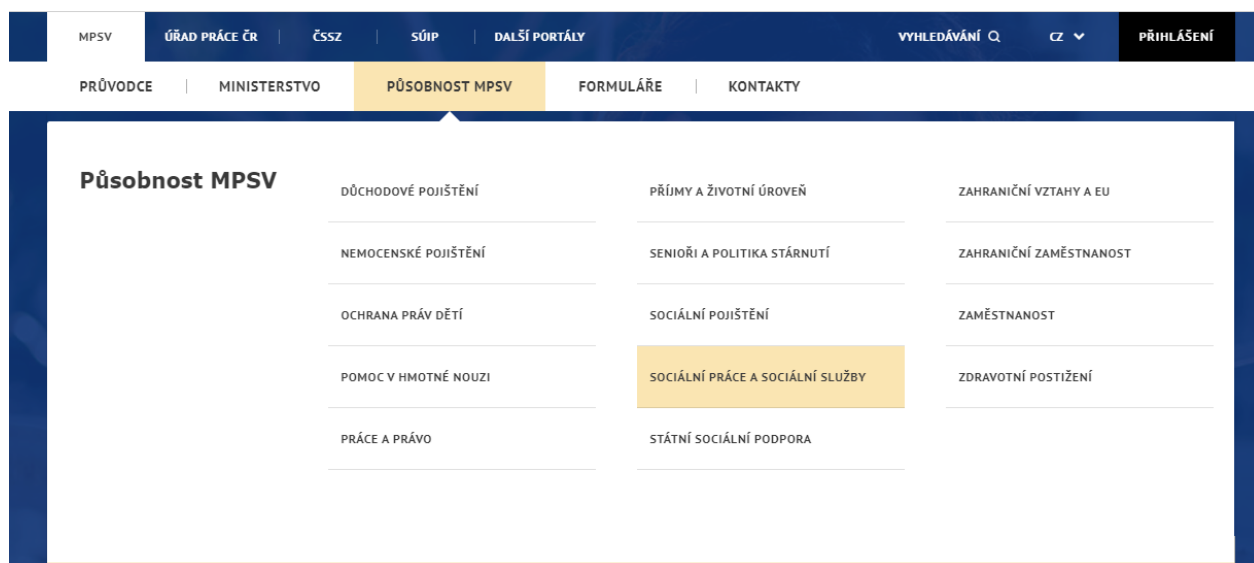 MPSV ÚŘAD PRÁCE ČR ČSSZ SÚIP DALŠÍ PORTÁLY VYHLEDÁVÁNÍ CZ PŘIHLÁŠENÍ
PRŮVODCE MINISTERSTVO PŮSOBNOST MPSV FORMULÁŘE KONTAKTY
Působnost MPSV
DŮCHODOVÉ POJIŠTĚNÍ PŘÍJMY A ŽIVOTNÍ ÚROVEŇ ZAHRANIČNÍ VZTAHY A EU
NEMOCENSKÉ POJIŠTĚNÍ SENIOŘI A POLITIKA STÁRNUTÍ ZAHRANIČNÍ ZAMĚSTNANOST
OCHRANA PRÁV DĚTÍ SOCIÁLNÍ POJIŠTĚNÍ ZAMĚSTNANOST
POMOC V HMOTNÉ NOUZI SOCIÁLNÍ PRÁCE A SOCIÁLNÍ SLUŽBY ZDRAVOTNÍ POSTIŽENÍ
PRÁCE A PRÁVO STÁTNÍ SOCIÁLNÍ PODPORA